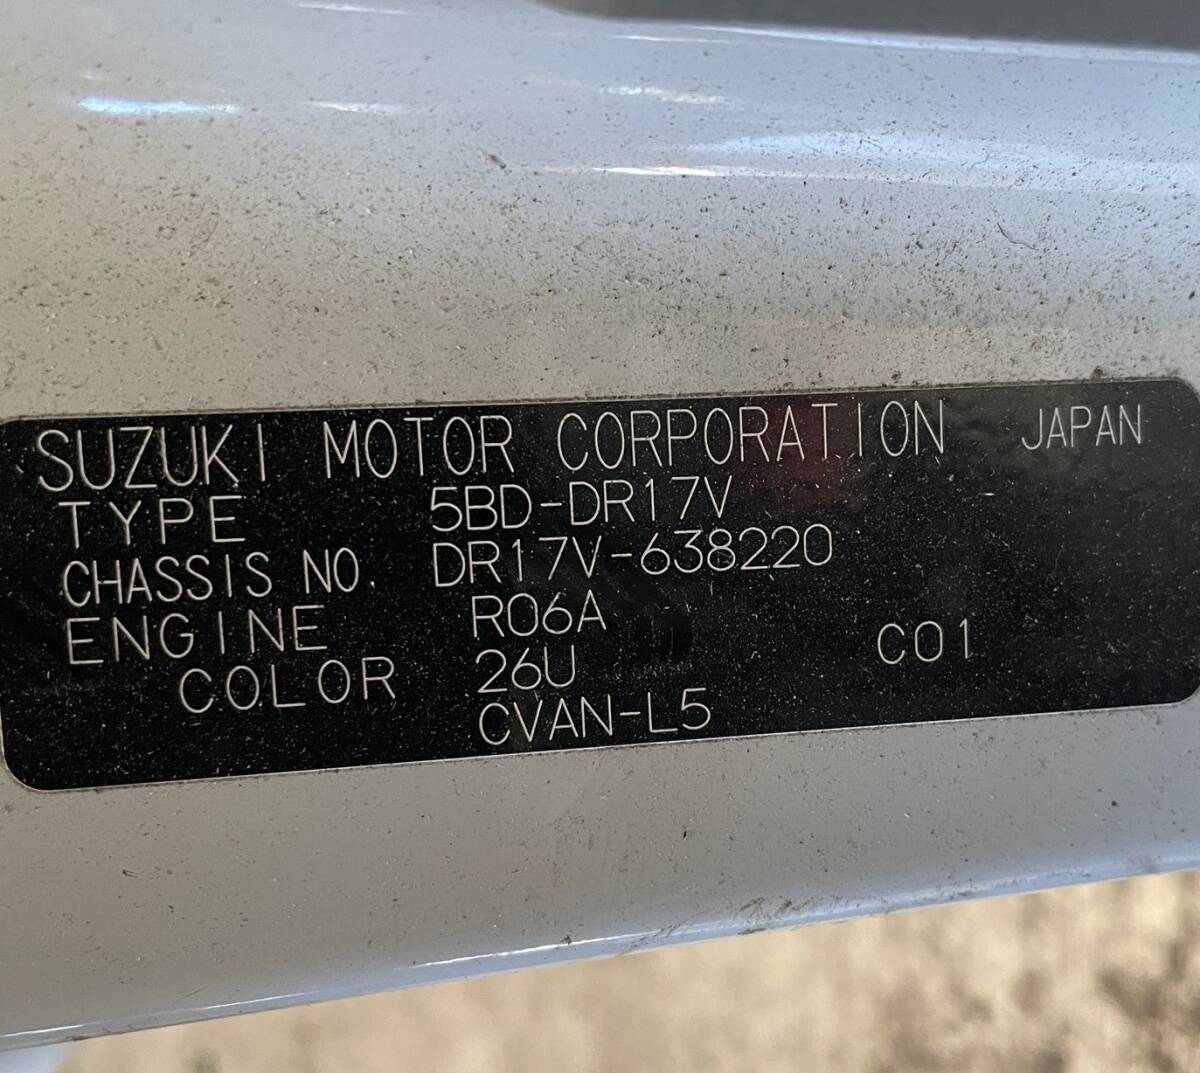 SUZUKI MOTOR CORPORATION JAPAN
TYPE 5BD-DR17V
CHASSIS NO. DR17V-638220
ENGINE R06A
COLOR 26U C01
CVAN-L5